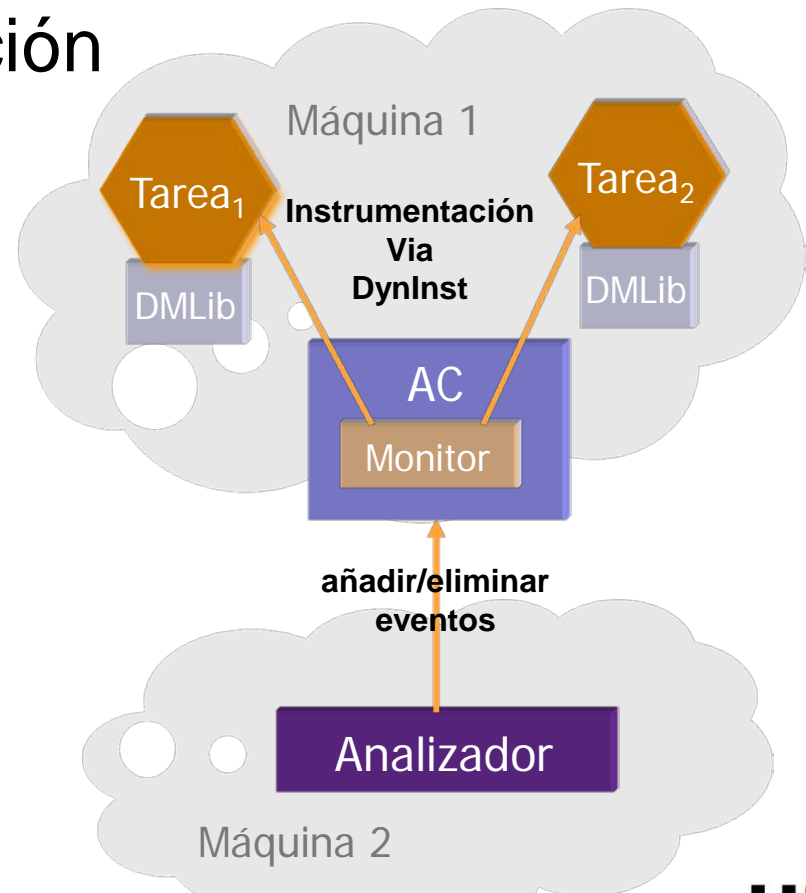 ción
Máquina 1
Tarea1
Tarea2
Instrumentación
Via
DynInst
DMLib
DMLib
AC
Monitor
añadir/eliminar
eventos
Analizador
Máquina 2